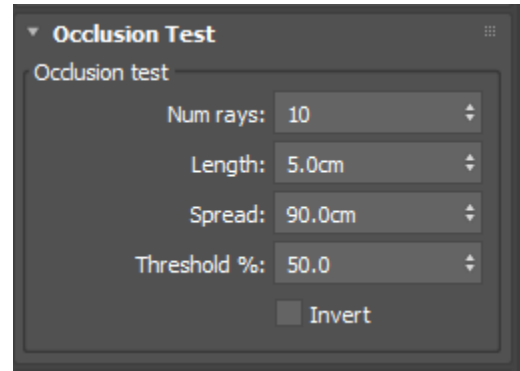 Occlusion Test
Occlusion test
Num rays: 10
Length: 5.0cm
Spread: 90.0cm
Threshold %: 50.0
Invert